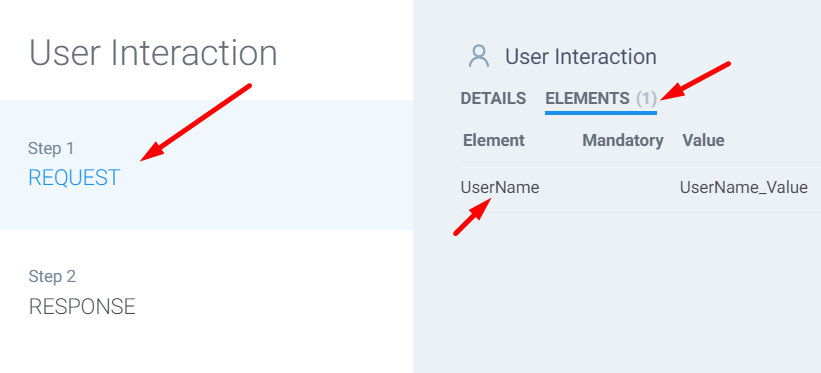 User Interaction
Step 1
REQUEST
Step 2
RESPONSE
User Interaction
DETAILS ELEMENTS (1)
Element Mandatory Value
UserName UserName_Value